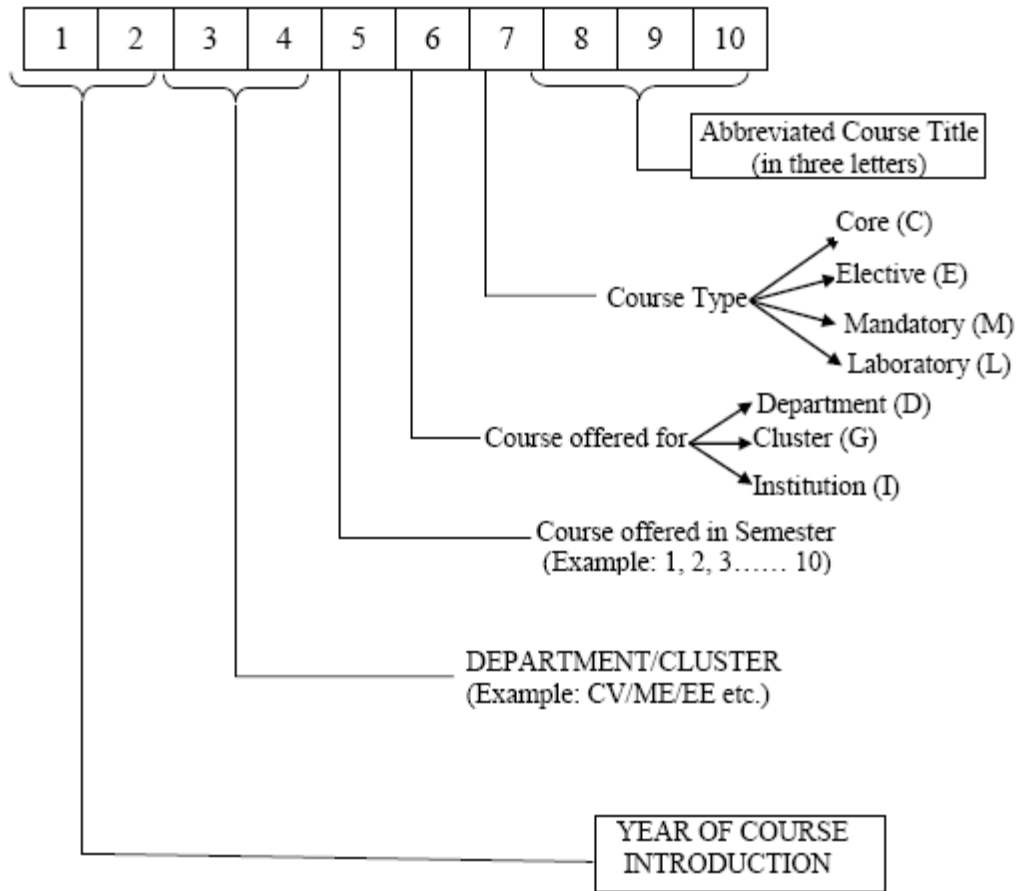 1 2 3 4 5 6 7 8 9 10
Abbreviated Course Title
(in three letters)
Core (C)
Elective (E)
Course Type
Mandatory (M)
Laboratory (L)
Department (D)
Course offered for
Cluster (G)
Institution (I)
Course offered in Semester
(Example: 1, 2, 3…… 10)
DEPARTMENT/CLUSTER
(Example: CV/ME/EE etc.)
YEAR OF COURSE
INTRODUCTION